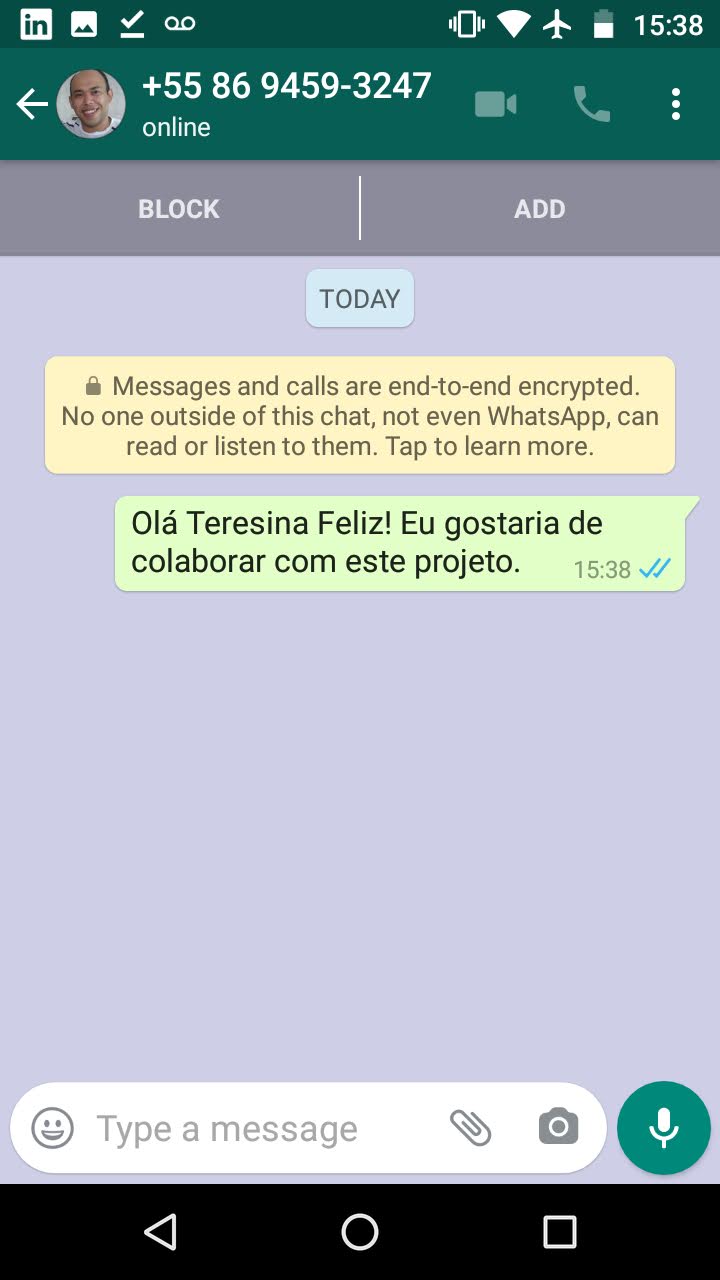 in
15:38
+55 86 9459-3247
online
BLOCK
ADD
TODAY
Messages and calls are end-to-end encrypted.
No one outside of this chat, not even WhatsApp, can
read or listen to them. Tap to learn more.
Olá Teresina Feliz! Eu gostaria de
colaborar com este projeto.
15:38
Type a message